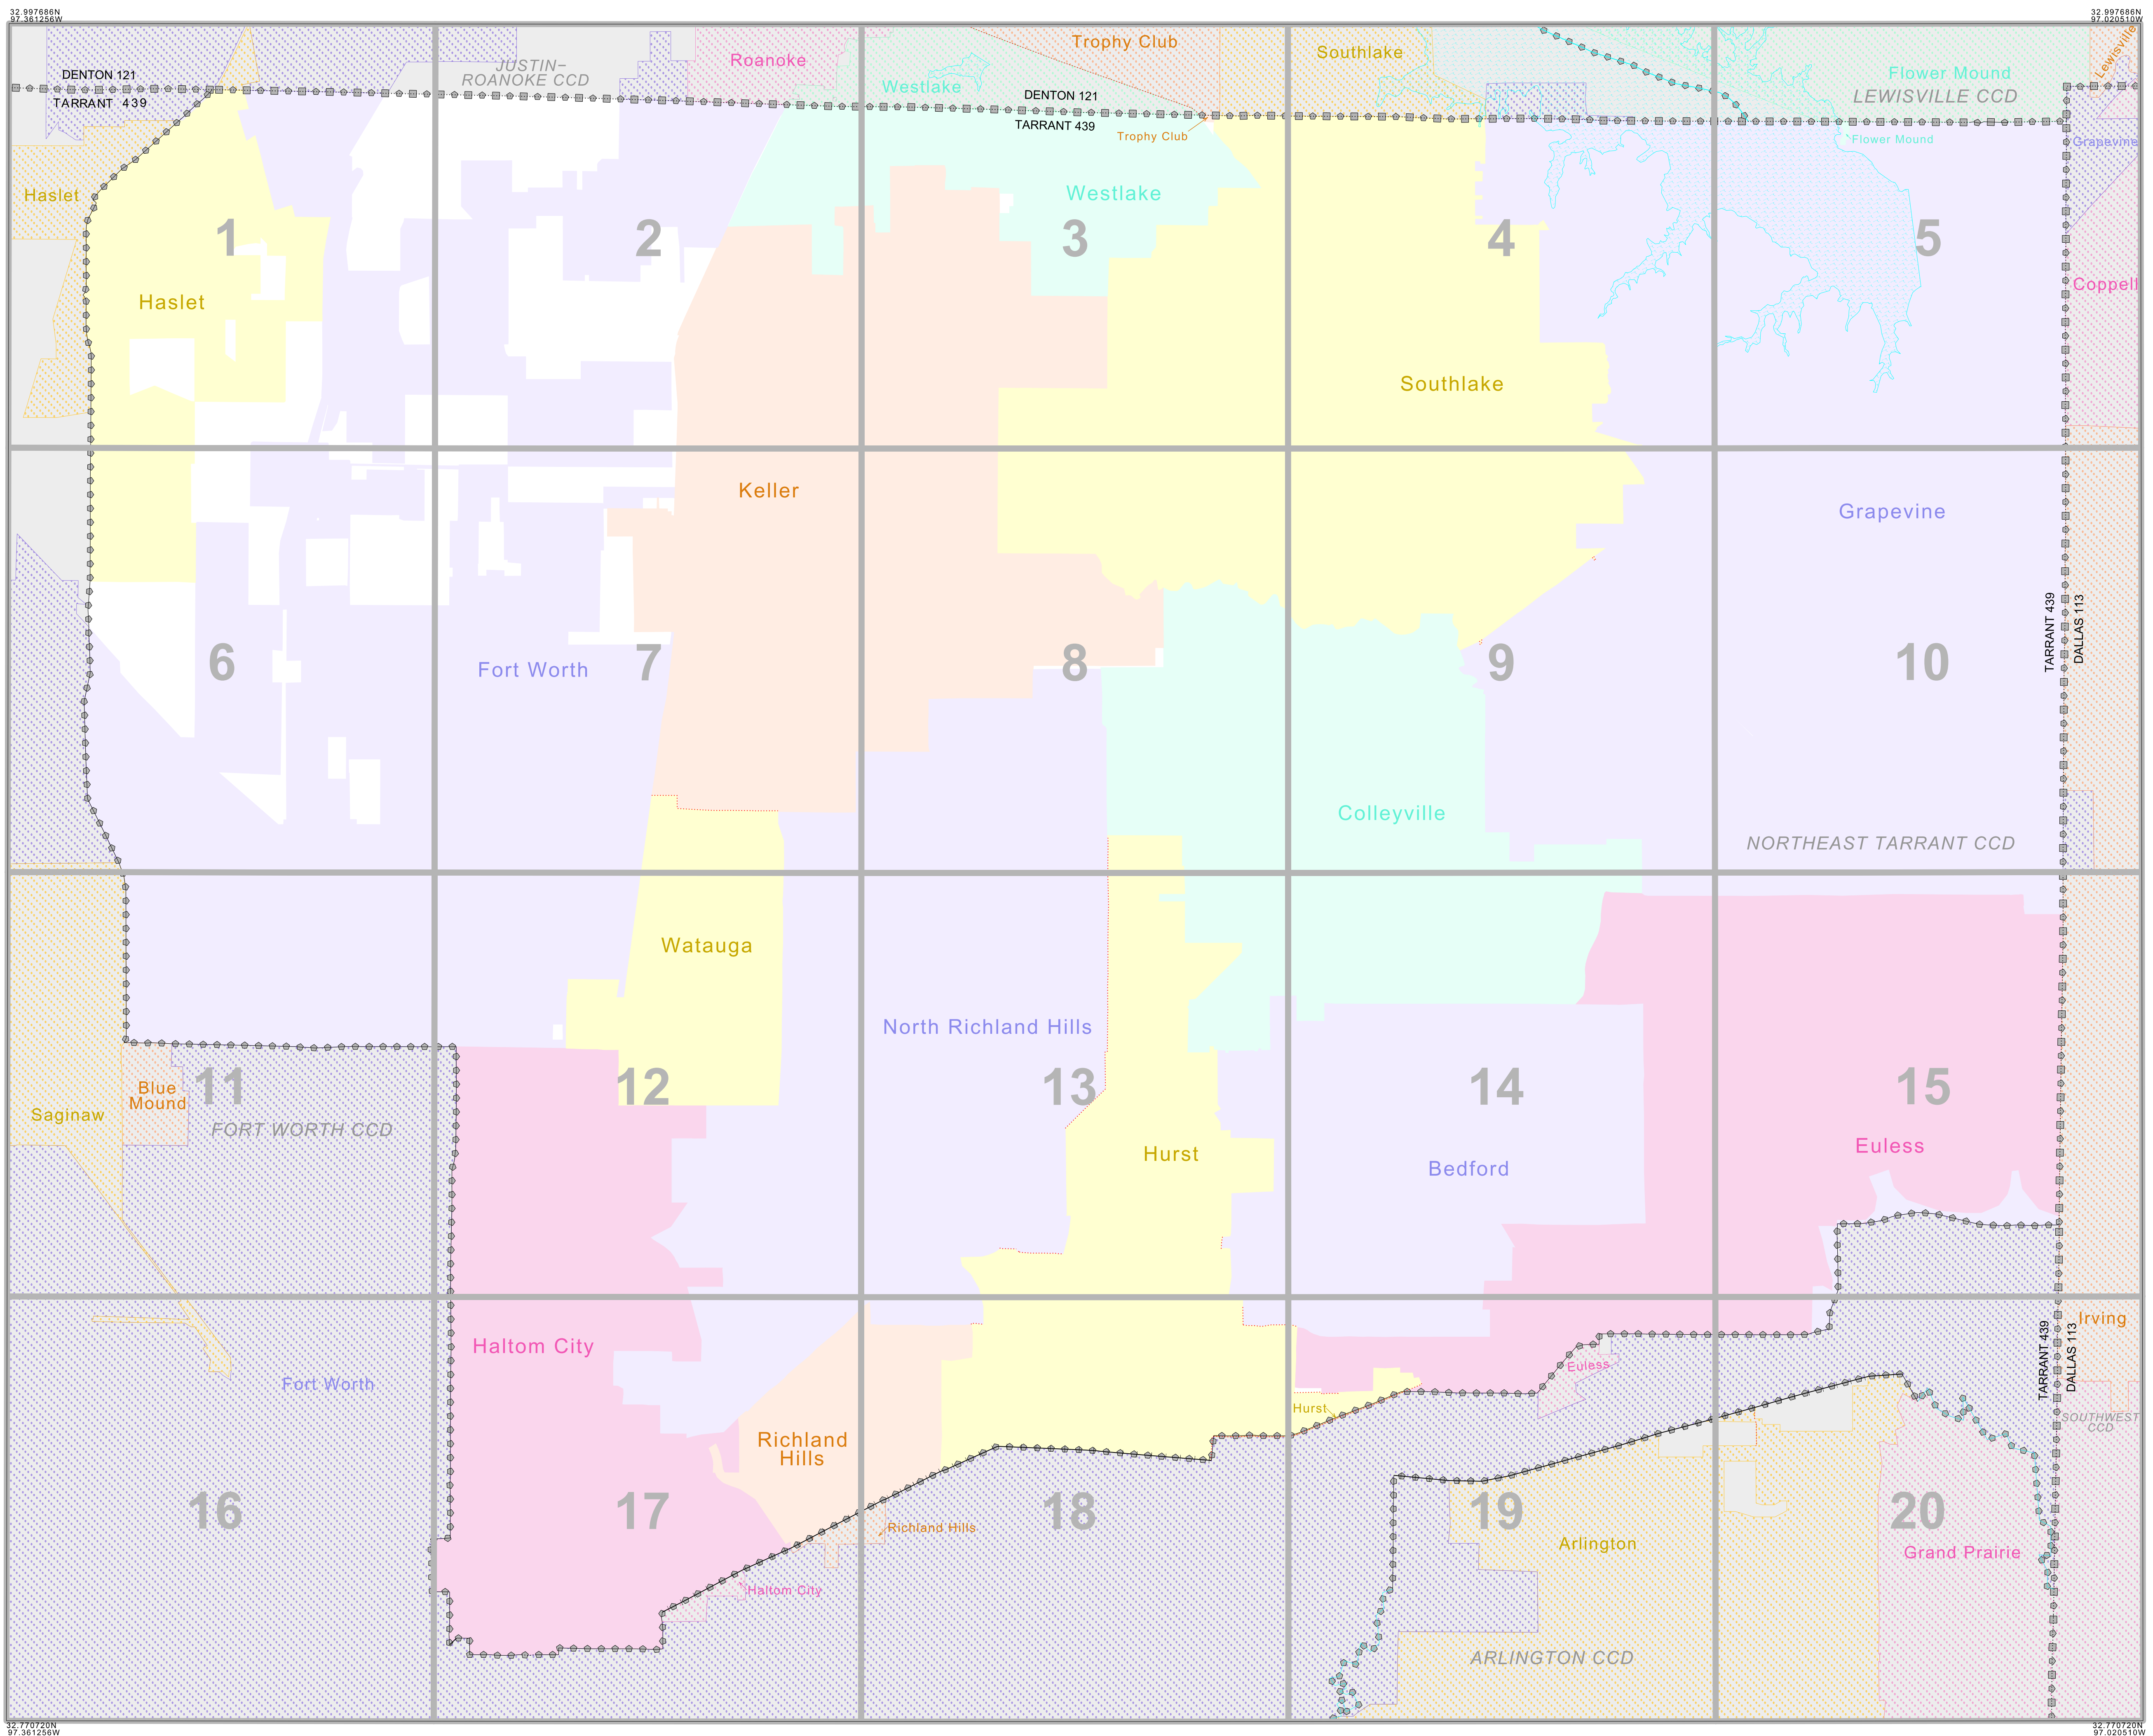 32.997686N
97.361256W
32.997686N
97.020510W
DENTON 121
TARRANT 439
JUSTIN-
ROANOKE CCD
Roanoke
Westlake
Trophy Club
DENTON 121
TARRANT 439
Trophy Club
Southlake
Flower Mound
LEWISVILLE CCD
Lewisville
Flower Mound
Grapevine
Haslet
Westlake
1
2
3
4
5
Haslet
Coppell
Southlake
Keller
Grapevine
TARRANT 439
DALLAS 113
6
Fort Worth
7
8
9
10
Colleyville
NORTHEAST TARRANT CCD
Watauga
North Richland Hills
Blue
Mound
11
12
13
14
15
Saginaw
FORT WORTH CCD
Hurst
Bedford
Euless
Haltom City
Irving
TARRANT 439
DALLAS 113
Euless
Fort Worth
Hurst
SOUTHWEST
CCD
Richland
Hills
16
17
18
19
20
Richland Hills
Arlington
Grand Prairie
Haltom City
ARLINGTON CCD
32.770720N
97.361256W
32.770720N
97.020510W